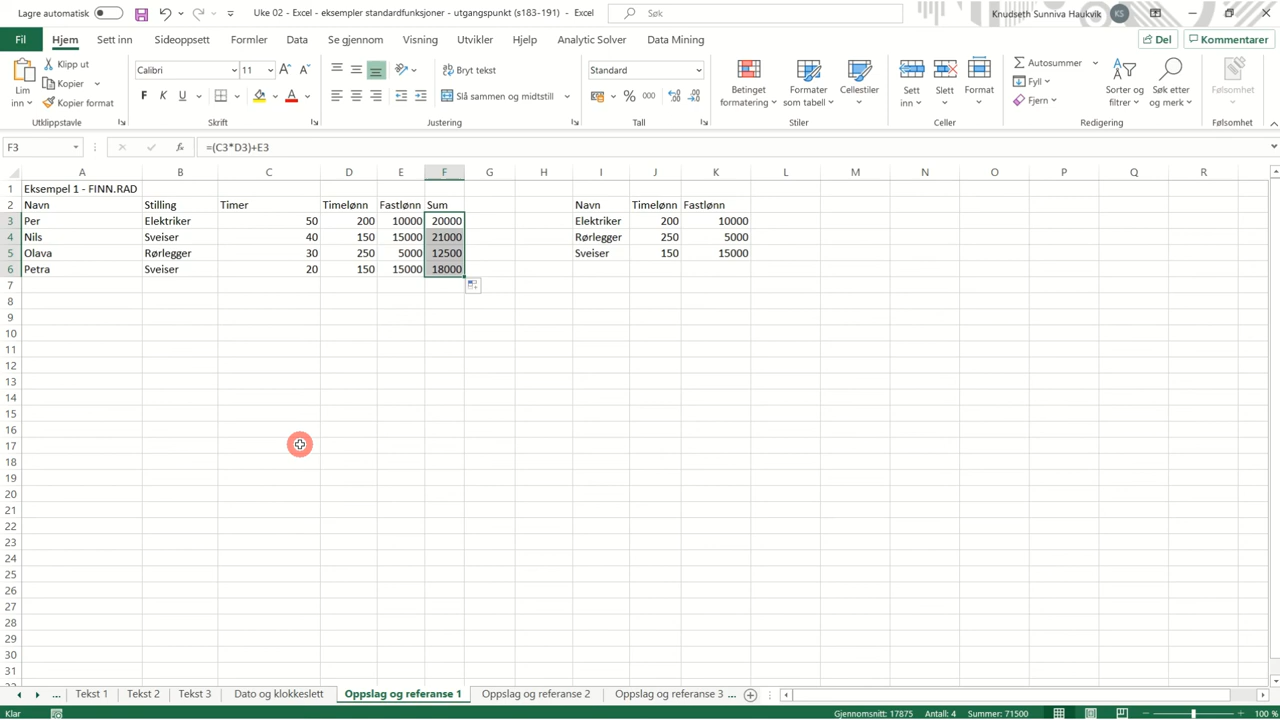 Lagre automatisk
Uke 02 - Excel - eksempler standardfunksjoner - utgangspunkt (s183-191) - Excel
Søk
Knudseth Sunniva Haukvik KS
Fil Hjem Sett inn Sideoppsett Formler Data Se gjennom Visning Utvikler Hjelp Analytic Solver Data Mining Del Kommentarer
Lim inn
Klipp ut
Kopier
Kopier format
Utklippstavle
Calibri 11
F K U
Skrift
Bryt tekst
Slå sammen og midtstill
Justering
Standard
% 000
Tall
Betinget formatering
Formater som tabell
Cellestiler
Stiler
Sett inn
Slett
Format
Celler
Autosummer
Fyll
Fjern
Sorter og filtrer
Søk etter og merk
Redigering
Følsomhet
Følsomhet
F3 fx =(C3*D3)+E3
A B C D E F G H I J K L M N O P Q R
1 Eksempel 1 - FINN.RAD
2 Navn Stilling Timer Timelønn Fastlønn Sum Navn Timelønn Fastlønn
3 Per Elektriker 50 200 10000 20000 Elektriker 200 10000
4 Nils Sveiser 40 150 15000 21000 Rørlegger 250 5000
5 Olava Rørlegger 30 250 5000 12500 Sveiser 150 15000
6 Petra Sveiser 20 150 15000 18000
7
8
9
10
11
12
13
14
15
16
17
18
19
20
21
22
23
24
25
26
27
28
29
30
31
... Tekst 1 Tekst 2 Tekst 3 Dato og klokkeslett Oppslag og referanse 1 Oppslag og referanse 2 Oppslag og referanse 3 ...
Klar Gjennomsnitt: 17875 Antall: 4 Summer: 71500 100 %